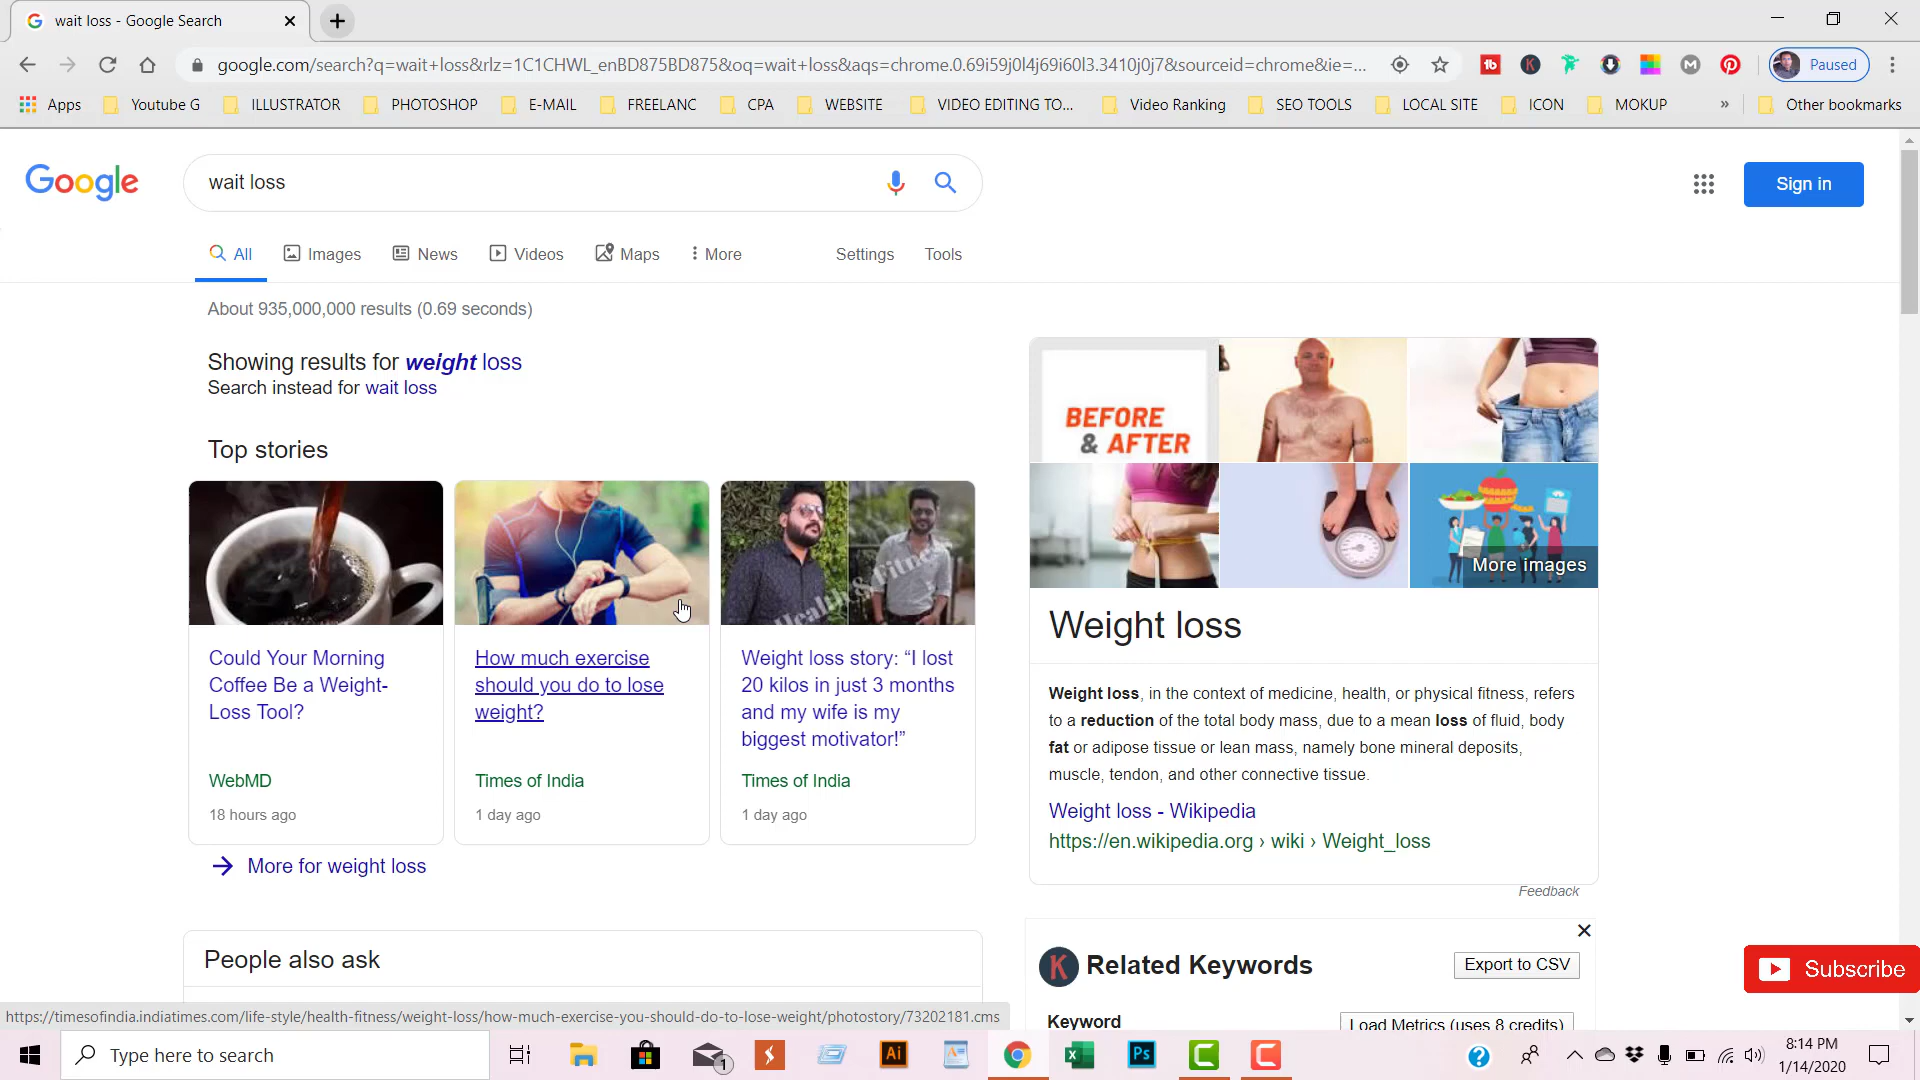 wait loss - Google Search
google.com/search?q=wait+loss&rlz=1C1CHWL_enBD875BD875&oq=wait+loss&aqs=chrome.0.69i59j0l4j69i60l3.3410j0j7&sourceid=chrome&ie=...
Paused
Apps Youtube G ILLUSTRATOR PHOTOSHOP E-MAIL FREELANC CPA WEBSITE VIDEO EDITING TO... Video Ranking SEO TOOLS LOCAL SITE ICON MOKUP » Other bookmarks
Google
wait loss
Sign in
All Images News Videos Maps More Settings Tools
About 935,000,000 results (0.69 seconds)
Showing results for weight loss
Search instead for wait loss
Top stories
Could Your Morning
Coffee Be a Weight-
Loss Tool?
WebMD
18 hours ago
How much exercise
should you do to lose
weight?
Times of India
1 day ago
Weight loss story: “I lost
20 kilos in just 3 months
and my wife is my
biggest motivator!”
Times of India
1 day ago
More for weight loss
People also ask
BEFORE
& AFTER
More images
Weight loss
Weight loss, in the context of medicine, health, or physical fitness, refers
to a reduction of the total body mass, due to a mean loss of fluid, body
fat or adipose tissue or lean mass, namely bone mineral deposits,
muscle, tendon, and other connective tissue.
Weight loss - Wikipedia
https://en.wikipedia.org › wiki › Weight_loss
Feedback
K Related Keywords
Export to CSV
Keyword
Load Metrics (uses 8 credits)
Subscribe
https://timesofindia.indiatimes.com/life-style/health-fitness/weight-loss/how-much-exercise-you-should-do-to-lose-weight/photostory/73202181.cms
Type here to search
1
Ai
Ps
8:14 PM
1/14/2020